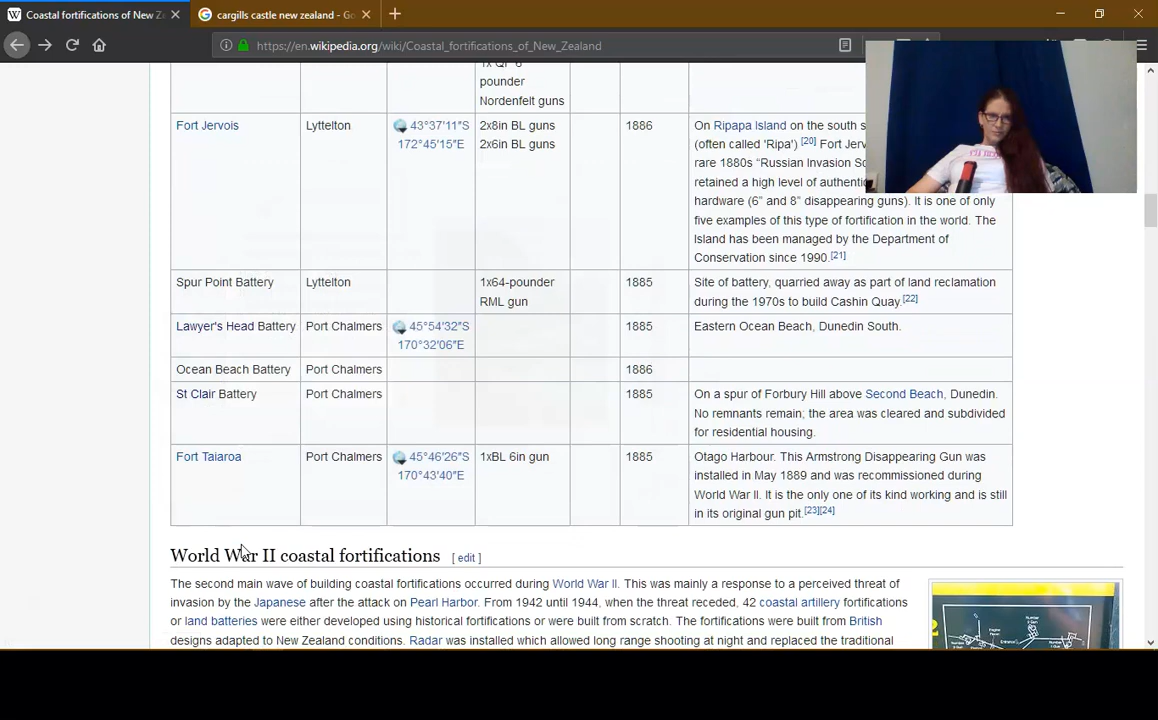 Coastal fortifications of New Z
cargills castle new zealand - Go
https://en.wikipedia.org/wiki/Coastal_fortifications_of_New_Zealand
pounder
Nordenfelt guns
Fort Jervois Lyttelton 43°37'11"S 2x8in BL guns 1886 On Ripapa Island on the south s
172°45'15"E 2x6in BL guns (often called 'Ripa') [20] Fort Jerv
rare 1880s “Russian Invasion Sc
retained a high level of authentic
hardware (6” and 8” disappearing guns). It is one of only
five examples of this type of fortification in the world. The
Island has been managed by the Department of
Conservation since 1990.[21]
Spur Point Battery Lyttelton 1x64-pounder 1885 Site of battery, quarried away as part of land reclamation
RML gun during the 1970s to build Cashin Quay.[22]
Lawyer's Head Battery Port Chalmers 45°54'32"S 1885 Eastern Ocean Beach, Dunedin South.
170°32'06"E
Ocean Beach Battery Port Chalmers 1886
St Clair Battery Port Chalmers 1885 On a spur of Forbury Hill above Second Beach, Dunedin.
No remnants remain; the area was cleared and subdivided
for residential housing.
Fort Taiaroa Port Chalmers 45°46'26"S 1xBL 6in gun 1885 Otago Harbour. This Armstrong Disappearing Gun was
170°43'40"E installed in May 1889 and was recommissioned during
World War II. It is the only one of its kind working and is still
in its original gun pit.[23][24]
World War II coastal fortifications [ edit ]
The second main wave of building coastal fortifications occurred during World War II. This was mainly a response to a perceived threat of
invasion by the Japanese after the attack on Pearl Harbor. From 1942 until 1944, when the threat receded, 42 coastal artillery fortifications
or land batteries were either developed using historical fortifications or were built from scratch. The fortifications were built from British
designs adapted to New Zealand conditions. Radar was installed which allowed long range shooting at night and replaced the traditional